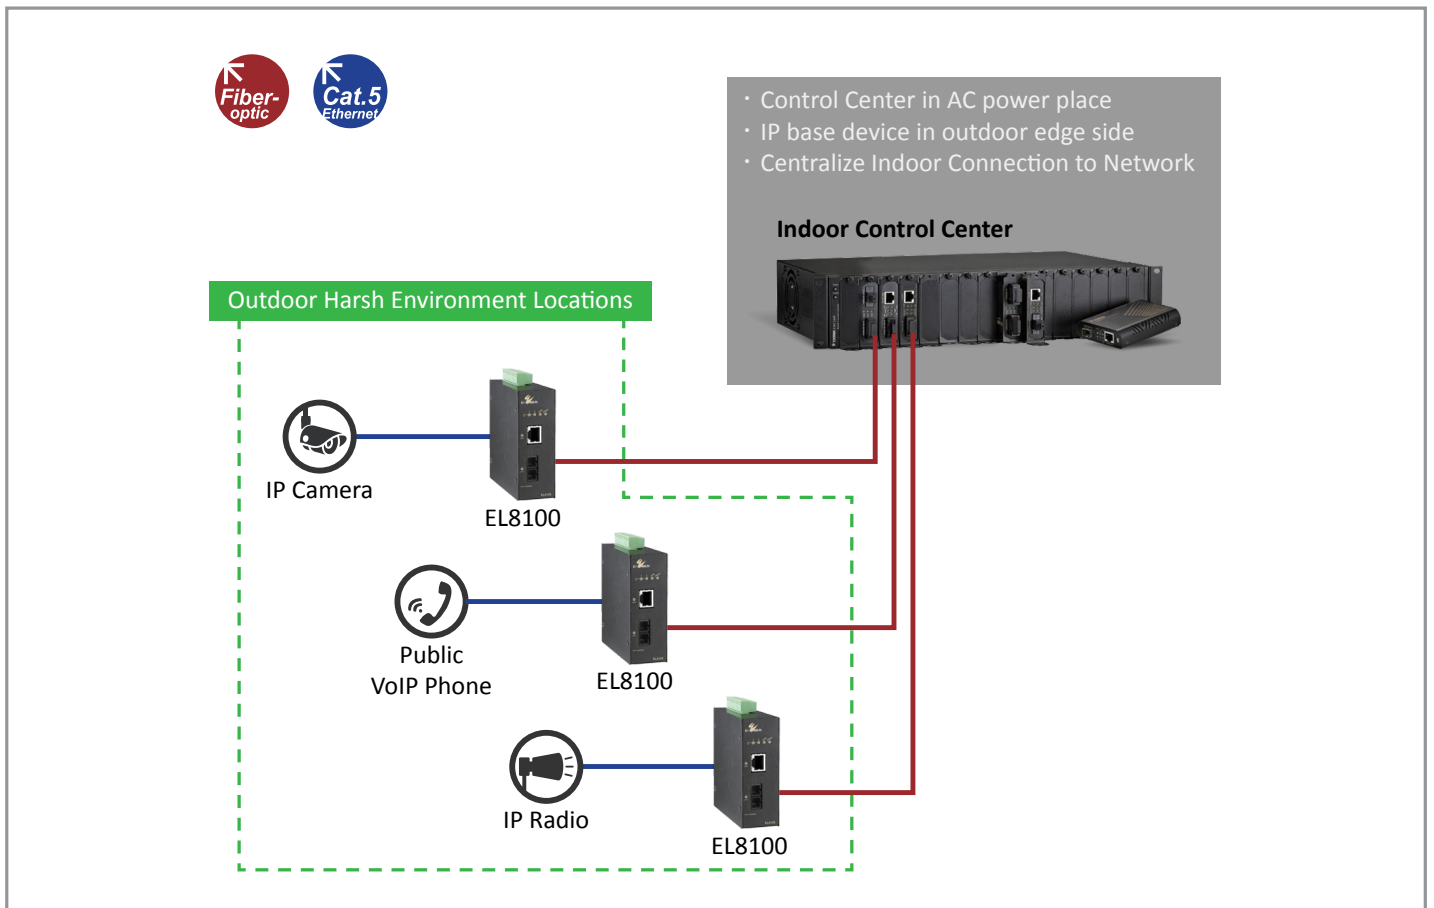 Fiber-
optic
Cat.5
Ethernet
· Control Center in AC power place
· IP base device in outdoor edge side
· Centralize Indoor Connection to Network
Indoor Control Center
Outdoor Harsh Environment Locations
IP Camera
EL8100
Public
VoIP Phone
EL8100
IP Radio
EL8100